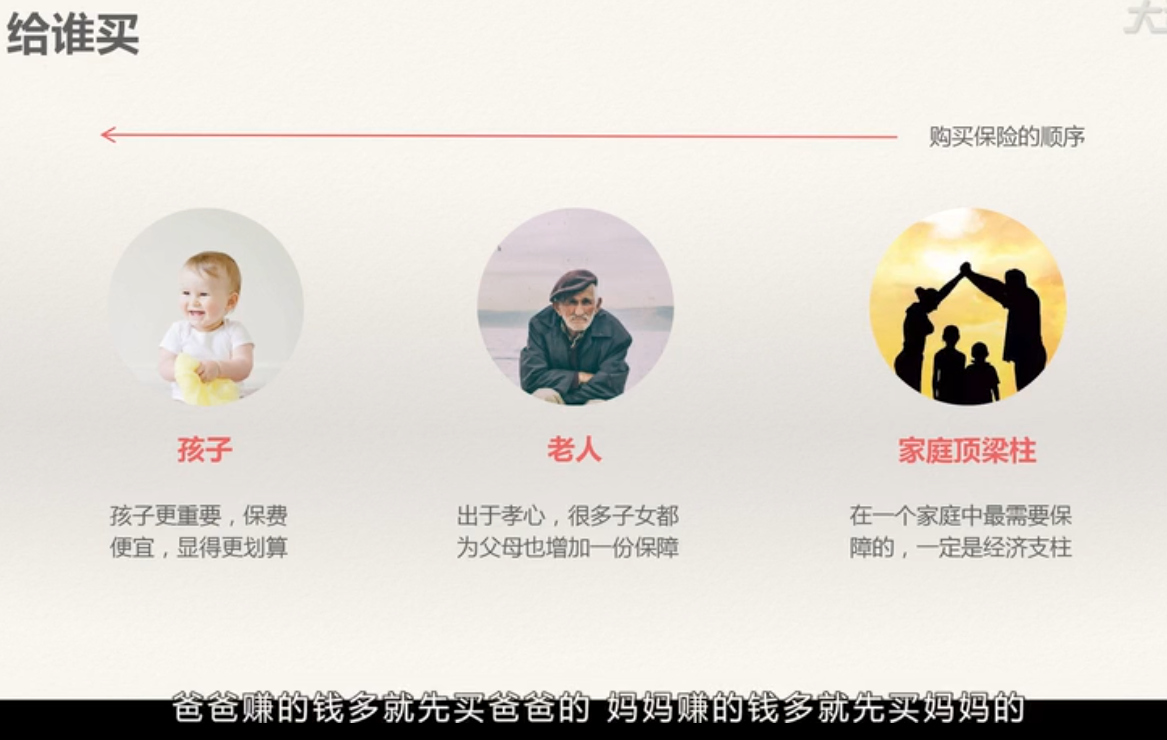 给谁买
大
购买保险的顺序
孩子
老人
家庭顶梁柱
孩子更重要，保费
便宜，显得更划算
出于孝心，很多子女都
为父母也增加一份保障
在一个家庭中最需要保
障的，一定是经济支柱
爸爸赚的钱多就先买爸爸的 妈妈赚的钱多就先买妈妈的